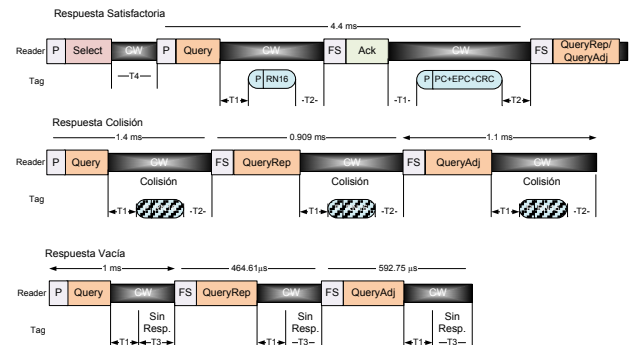 Respuesta Satisfactoria
4.4 ms
Reader P Select CW P Query CW FS Ack CW FS QueryRep/
QueryAdj
T4
Tag P RN16 P PC+EPC+CRC
T1 T2 T1 T2
Respuesta Colisión
1.4 ms 0.909 ms 1.1 ms
Reader P Query CW FS QueryRep CW FS QueryAdj CW
Colisión Colisión Colisión
Tag T1 T2 T1 T2 T1 T2
Respuesta Vacía
1 ms 464.61µs 592.75 µs
Reader P Query CW FS QueryRep CW FS QueryAdj CW
Sin Sin Sin
Tag Resp. Resp. Resp.
T1 T3 T1 T3 T1 T3